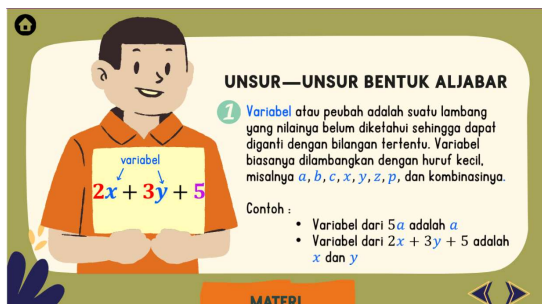 UNSUR—UNSUR BENTUK ALJABAR
1 Variabel atau peubah adalah suatu lambang
yang nilainya belum diketahui sehingga dapat
diganti dengan bilangan tertentu. Variabel
biasanya dilambangkan dengan huruf kecil,
misalnya a, b, c, x, y, z, p, dan kombinasinya.
Contoh :
• Variabel dari 5a adalah a
• Variabel dari 2x + 3y + 5 adalah
x dan y
variabel
2x + 3y + 5
MATERI